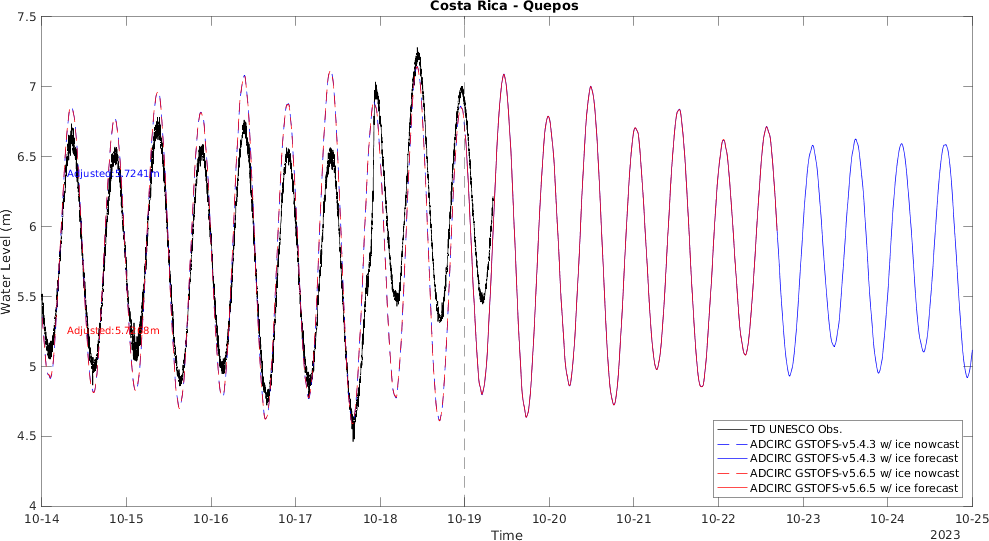 Costa Rica - Quepos
7.5
7
6.5
6
5.5
5
4.5
4
Water Level (m)
Adjusted:5.7241m
TD UNESCO Obs.
ADCIRC GSTOFS-v5.4.3 w/ ice nowcast
ADCIRC GSTOFS-v5.4.3 w/ ice forecast
ADCIRC GSTOFS-v5.6.5 w/ ice nowcast
ADCIRC GSTOFS-v5.6.5 w/ ice forecast
10-14
10-15
10-16
10-17
10-18
10-19
10-20
10-21
10-22
10-23
10-24
10-25
Time
2023